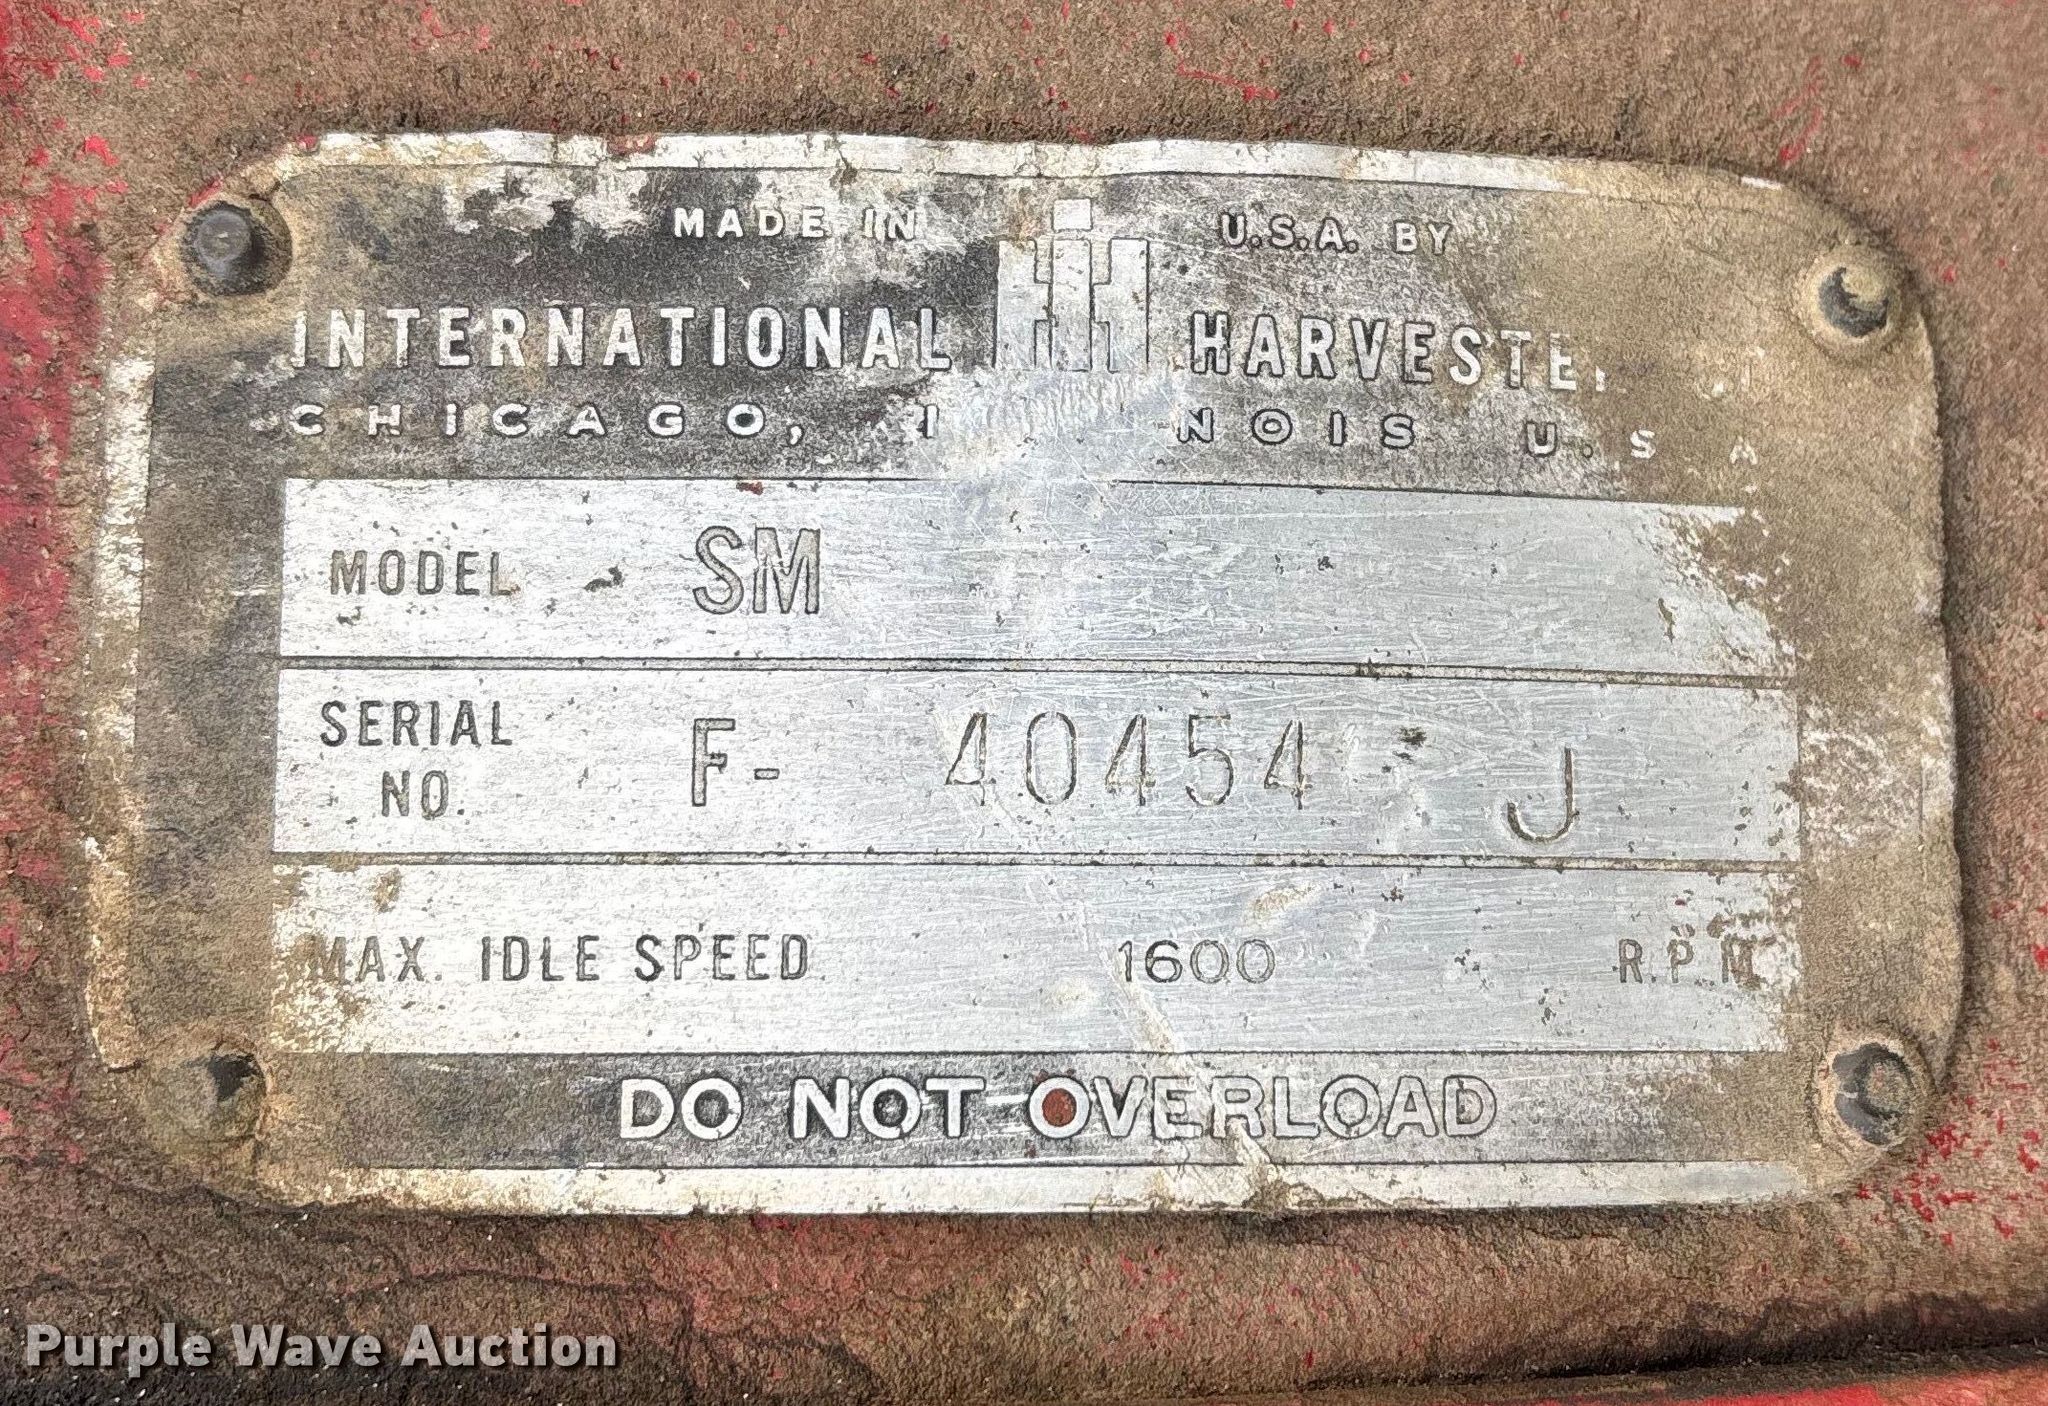 MADE IN U.S.A. BY
INTERNATIONAL HARVESTE
CHICAGO, I NOIS U.S A
MODEL SM
SERIAL NO. F- 40454 J
MAX. IDLE SPEED 1600 R.P.M
DO NOT OVERLOAD
Purple Wave Auction